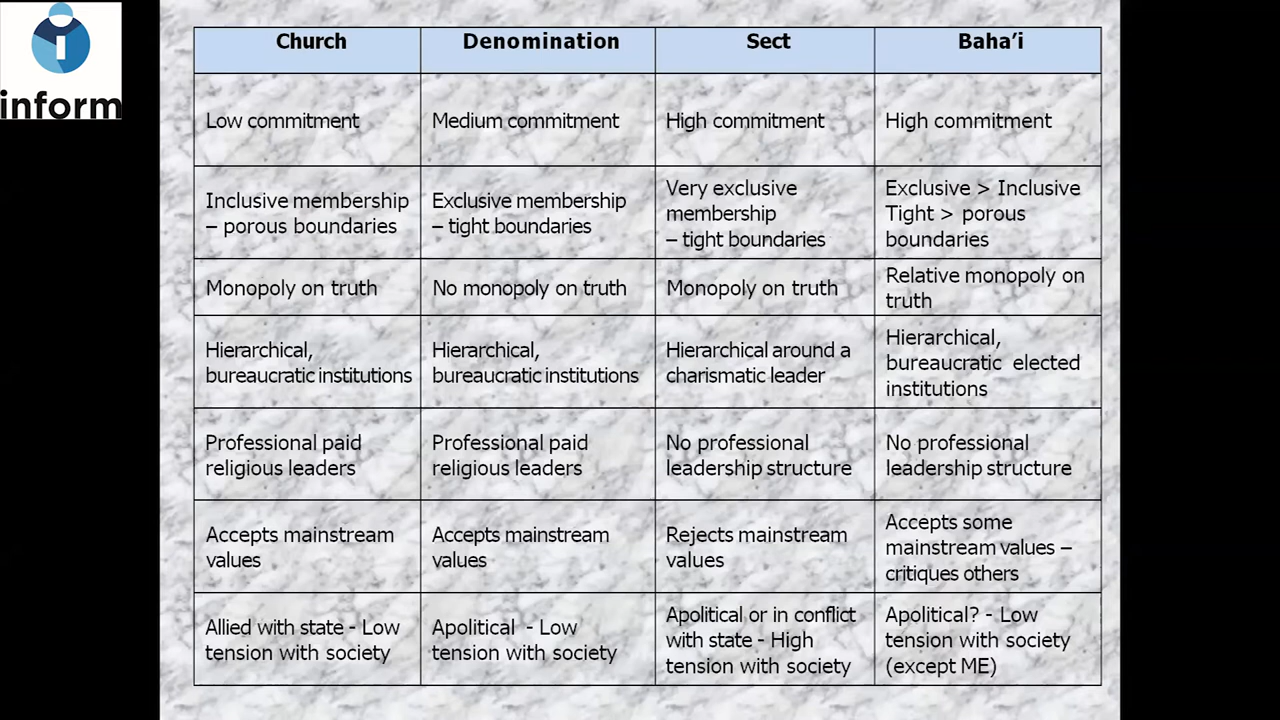 inform
Church
Denomination
Sect
Baha’i
Low commitment
Medium commitment
High commitment
High commitment
Inclusive membership
– porous boundaries
Exclusive membership
– tight boundaries
Very exclusive
membership
– tight boundaries
Exclusive > Inclusive
Tight > porous
boundaries
Monopoly on truth
No monopoly on truth
Monopoly on truth
Relative monopoly on
truth
Hierarchical,
bureaucratic institutions
Hierarchical,
bureaucratic institutions
Hierarchical around a
charismatic leader
Hierarchical,
bureaucratic elected
institutions
Professional paid
religious leaders
Professional paid
religious leaders
No professional
leadership structure
No professional
leadership structure
Accepts mainstream
values
Accepts mainstream
values
Rejects mainstream
values
Accepts some
mainstream values –
critiques others
Allied with state - Low
tension with society
Apolitical - Low
tension with society
Apolitical or in conflict
with state - High
tension with society
Apolitical? - Low
tension with society
(except ME)